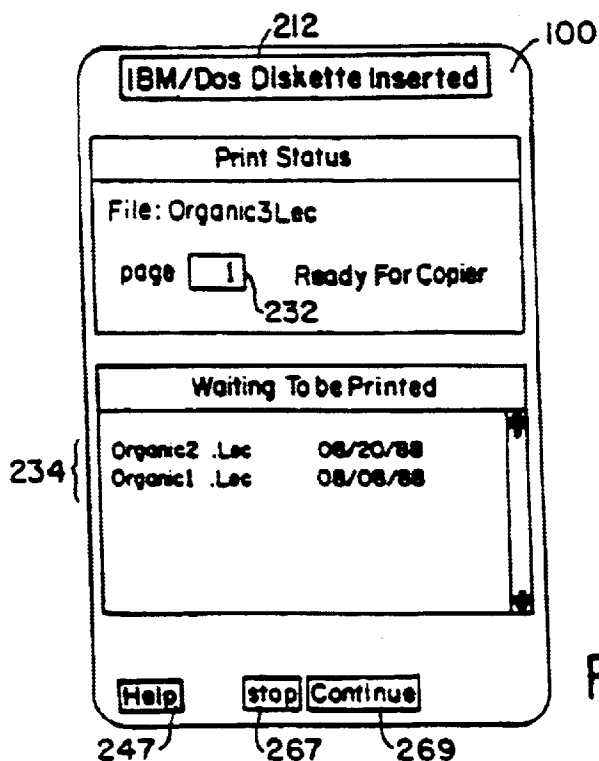 212
100
IBM/Dos Diskette Inserted
Print Status
File: Organic3Lec
page 1 Ready For Copier
232
Waiting To be Printed
234
Organic2 .Lec 06/20/88
Organic1 .Lec 08/08/88
Help stop Continue
247 267 269